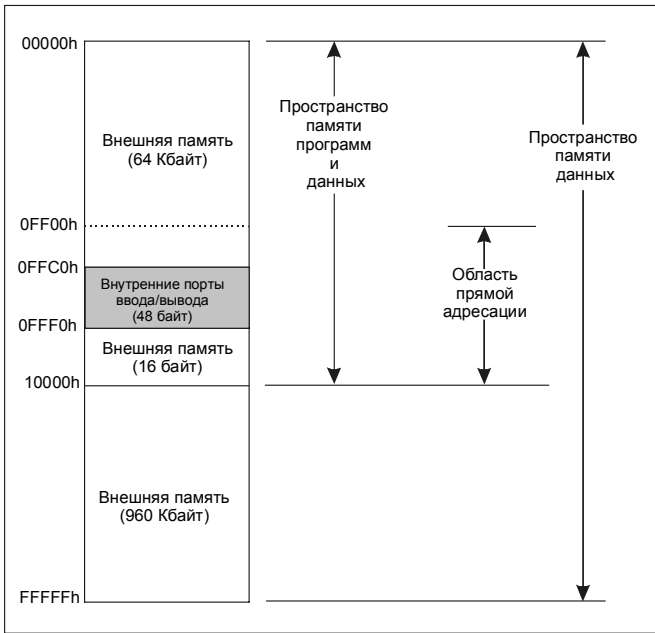 00000h
Внешняя память
(64 Кбайт)
0FF00h
0FFC0h
Внутренние порты
ввода/вывода
(48 байт)
0FFF0h
Внешняя память
(16 байт)
10000h
Внешняя память
(960 Кбайт)
FFFFFh
Пространство
памяти
программ
и
данных
Область
прямой
адресации
Пространство
памяти
данных